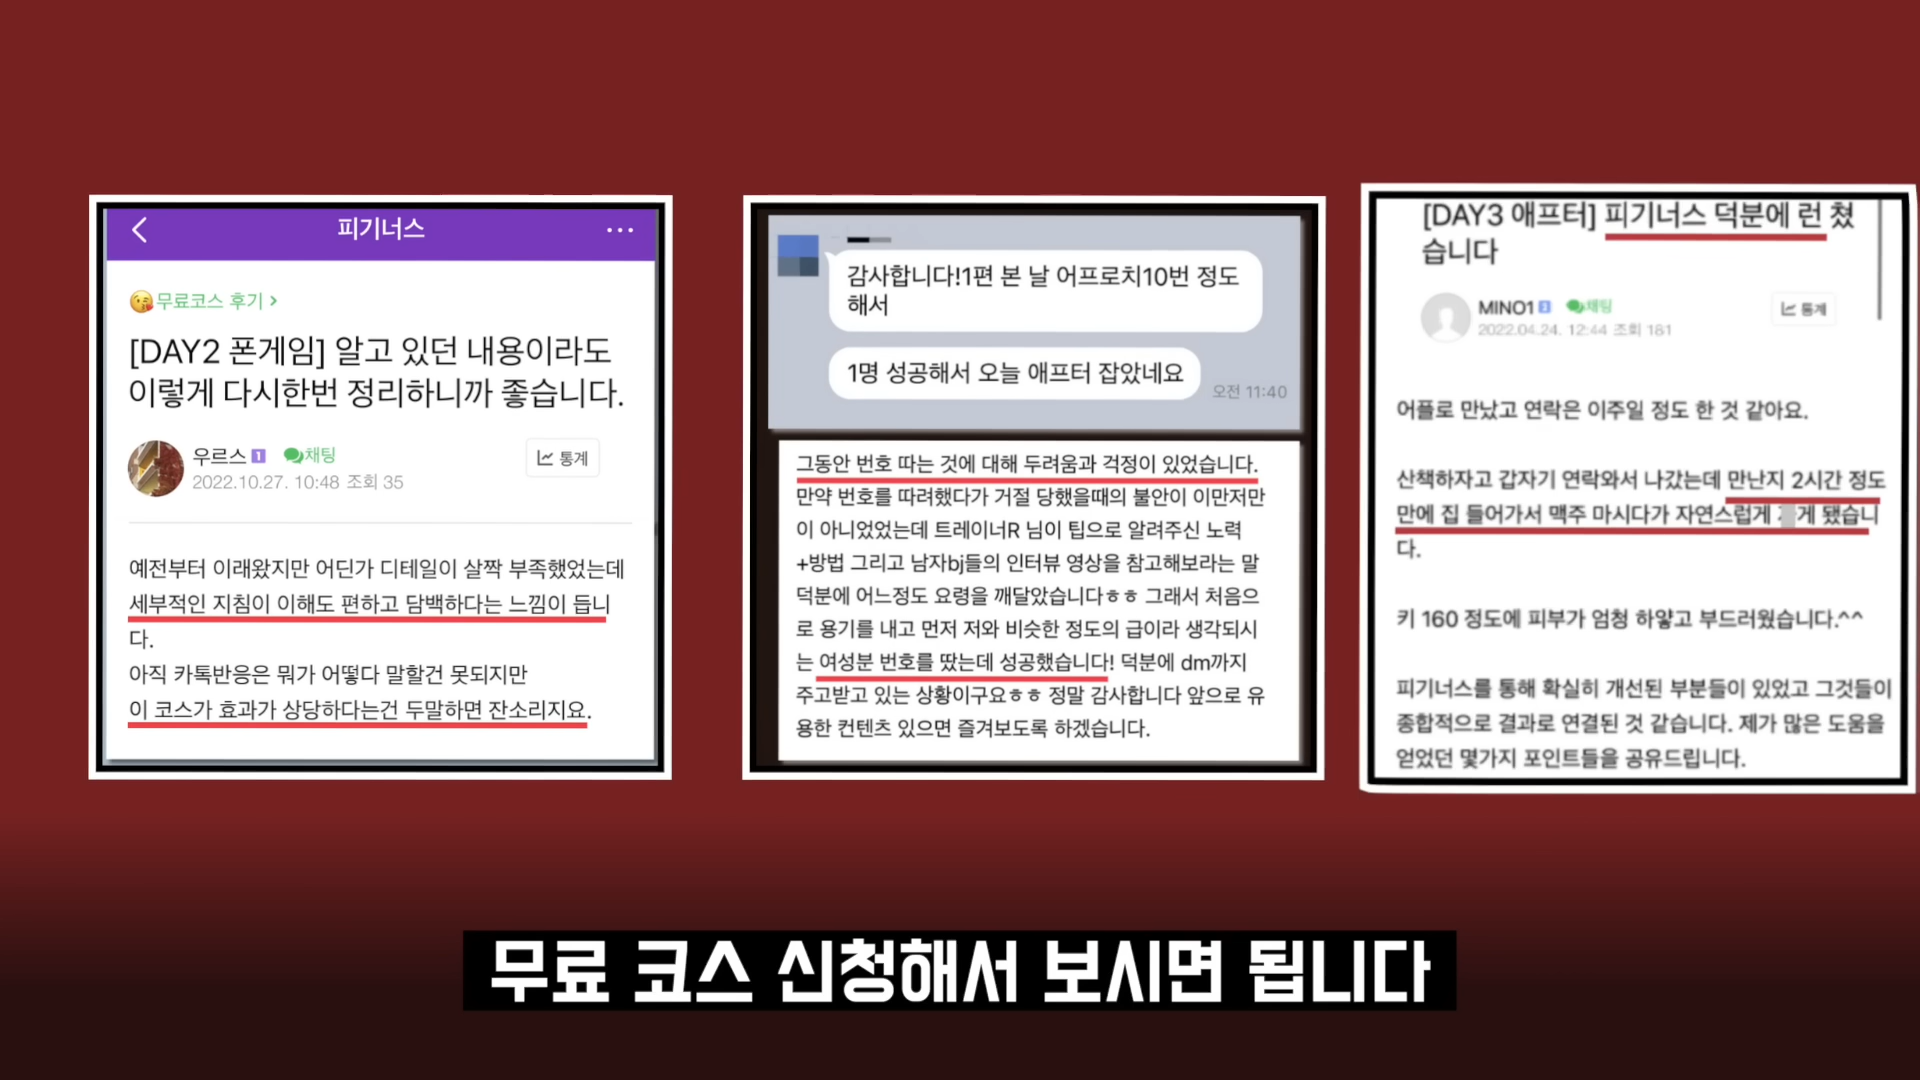 피기너스
무료코스 후기 >
[DAY2 폰게임] 알고 있던 내용이라도
이렇게 다시한번 정리하니까 좋습니다.
우르스 1 채팅
통계
2022.10.27. 10:48 조회 35
예전부터 이래왔지만 어딘가 디테일이 살짝 부족했었는데
세부적인 지침이 이해도 편하고 담백하다는 느낌이 듭니
다.
아직 카톡반응은 뭐가 어떻다 말할건 못되지만
이 코스가 효과가 상당하다는건 두말하면 잔소리지요.
감사합니다!1편 본 날 어프로치10번 정도
해서
1명 성공해서 오늘 애프터 잡았네요
오전 11:40
그동안 번호 따는 것에 대해 두려움과 걱정이 있었습니다.
만약 번호를 따려했다가 거절 당했을때의 불안이 이만저만
이 아니었었는데 트레이너R 님이 팁으로 알려주신 노력
+방법 그리고 남자bj들의 인터뷰 영상을 참고해보라는 말
덕분에 어느정도 요령을 깨달았습니다ㅎㅎ 그래서 처음으
로 용기를 내고 먼저 저와 비슷한 정도의 급이라 생각되시
는 여성분 번호를 땄는데 성공했습니다! 덕분에 dm까지
주고받고 있는 상황이구요ㅎㅎ 정말 감사합니다 앞으로 유
용한 컨텐츠 있으면 즐겨보도록 하겠습니다.
[DAY3 애프터] 피기너스 덕분에 런 쳤
습니다
MINO1 3 채팅
통계
2022.04.24. 12:44 조회 181
어플로 만났고 연락은 이주일 정도 한 것 같아요.
산책하자고 갑자기 연락와서 나갔는데 만난지 2시간 정도
만에 집 들어가서 맥주 마시다가 자연스럽게 게 됐습니
다.
키 160 정도에 피부가 엄청 하얗고 부드러웠습니다.^^
피기너스를 통해 확실히 개선된 부분들이 있었고 그것들이
종합적으로 결과로 연결된 것 같습니다. 제가 많은 도움을
얻었던 몇가지 포인트들을 공유드립니다.
무료 코스 신청해서 보시면 됩니다